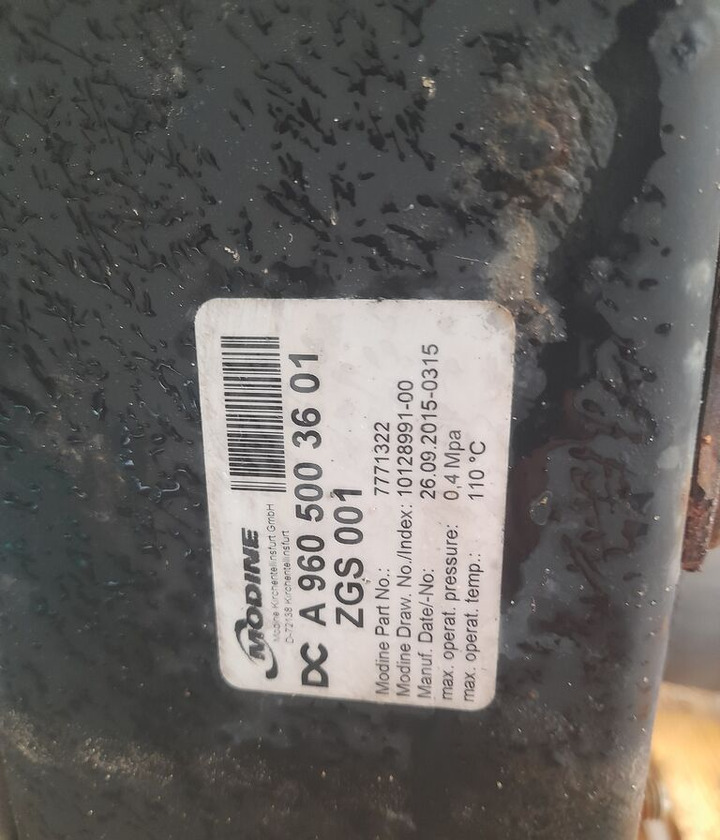 MODINE
Modine Kirchentellinsfurt GmbH
D-72138 Kirchentellinsfurt
DC A 960 500 36 01
ZGS 001
Modine Part No.: 7771322
Modine Draw. No./Index: 10128991-00
Manuf. Date/-No: 26.09.2015-0315
max. operat. pressure: 0,4 Mpa
max. operat. temp.: 110 °C